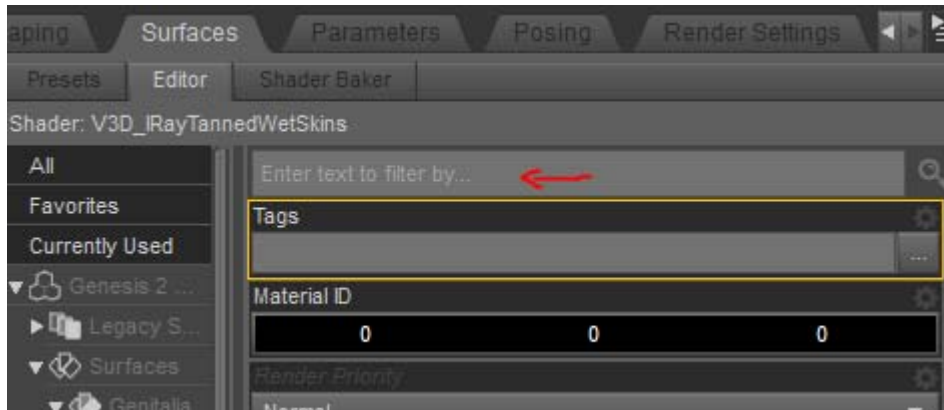 aping Surfaces Parameters Posing Render Settings
Presets Editor Shader Baker
Shader: V3D_IRayTannedWetSkins
All
Favorites
Currently Used
Genesis 2 ...
Legacy S...
Surfaces
Genitalia
Enter text to filter by...
Tags
...
Material ID
0 0 0
Render Priority
Normal